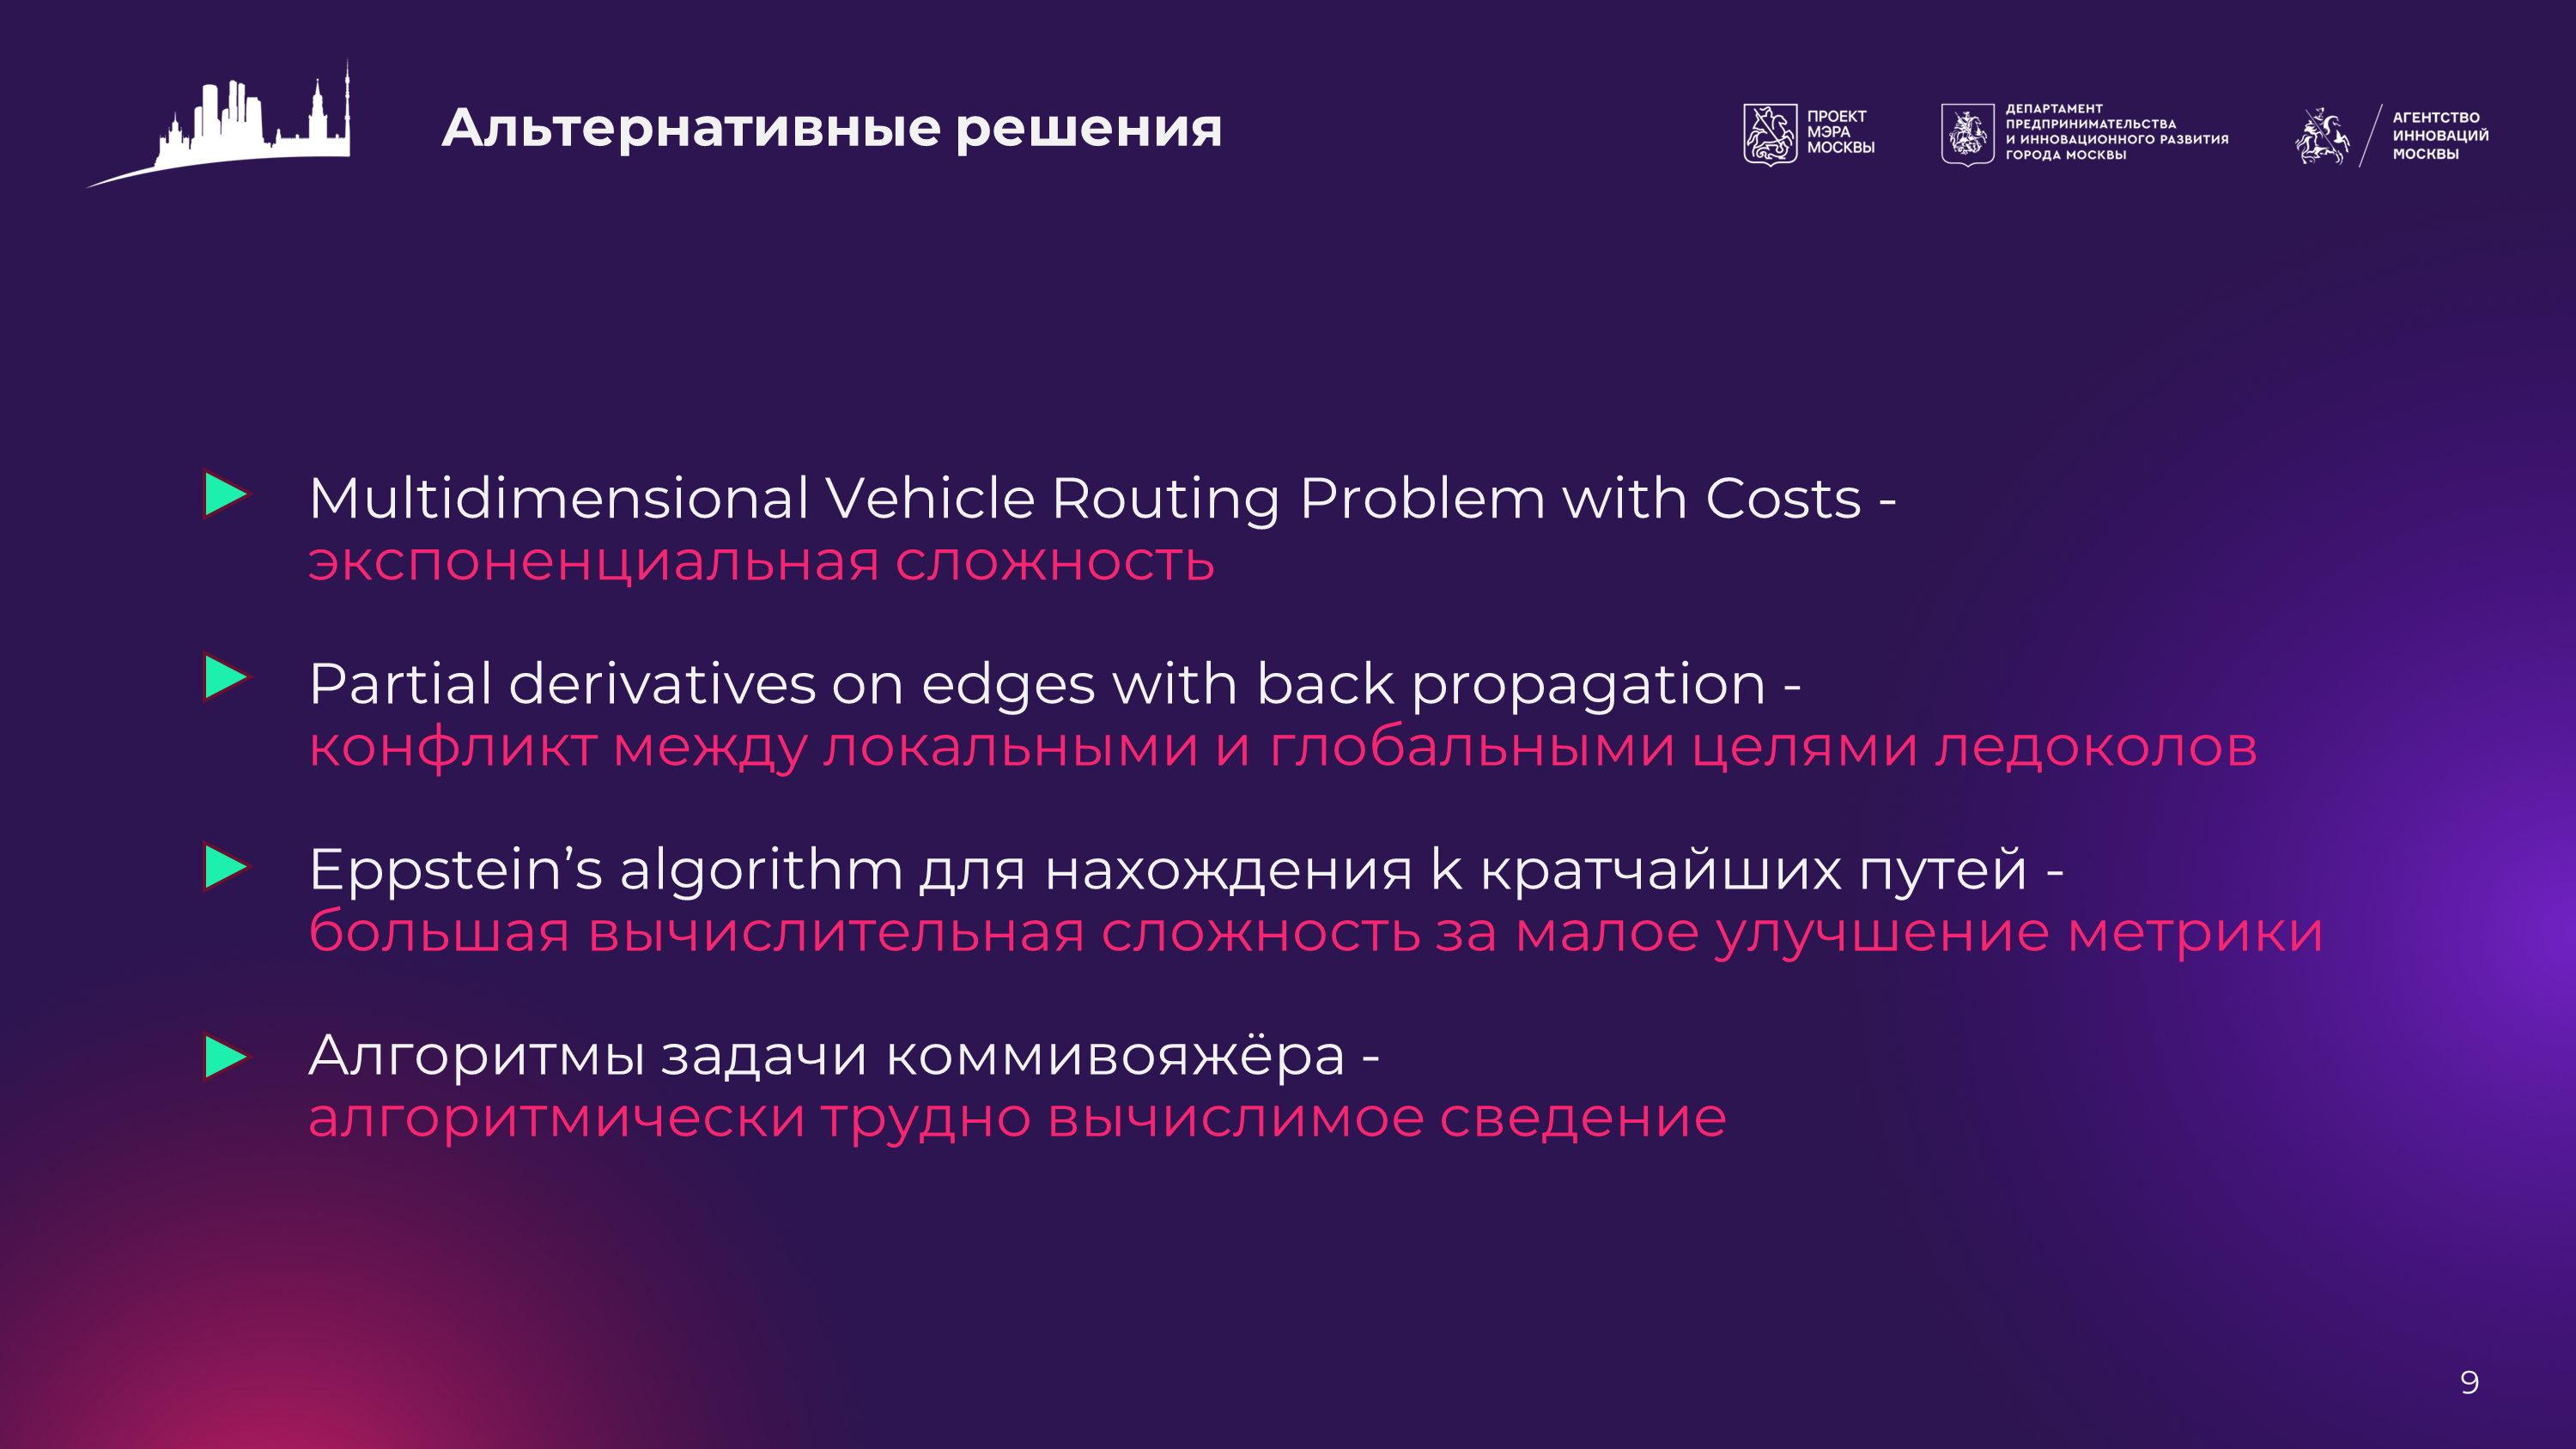 Альтернативные решения
ПРОЕКТ
МЭРА
МОСКВЫ
ДЕПАРТАМЕНТ
ПРЕДПРИНИМАТЕЛЬСТВА
И ИННОВАЦИОННОГО РАЗВИТИЯ
ГОРОДА МОСКВЫ
АГЕНТСТВО
ИННОВАЦИЙ
МОСКВЫ
Multidimensional Vehicle Routing Problem with Costs -
экспоненциальная сложность
Partial derivatives on edges with back propagation -
конфликт между локальными и глобальными целями ледоколов
Eppstein’s algorithm для нахождения k кратчайших путей -
большая вычислительная сложность за малое улучшение метрики
Алгоритмы задачи коммивояжёра -
алгоритмически трудно вычислимое сведение
9